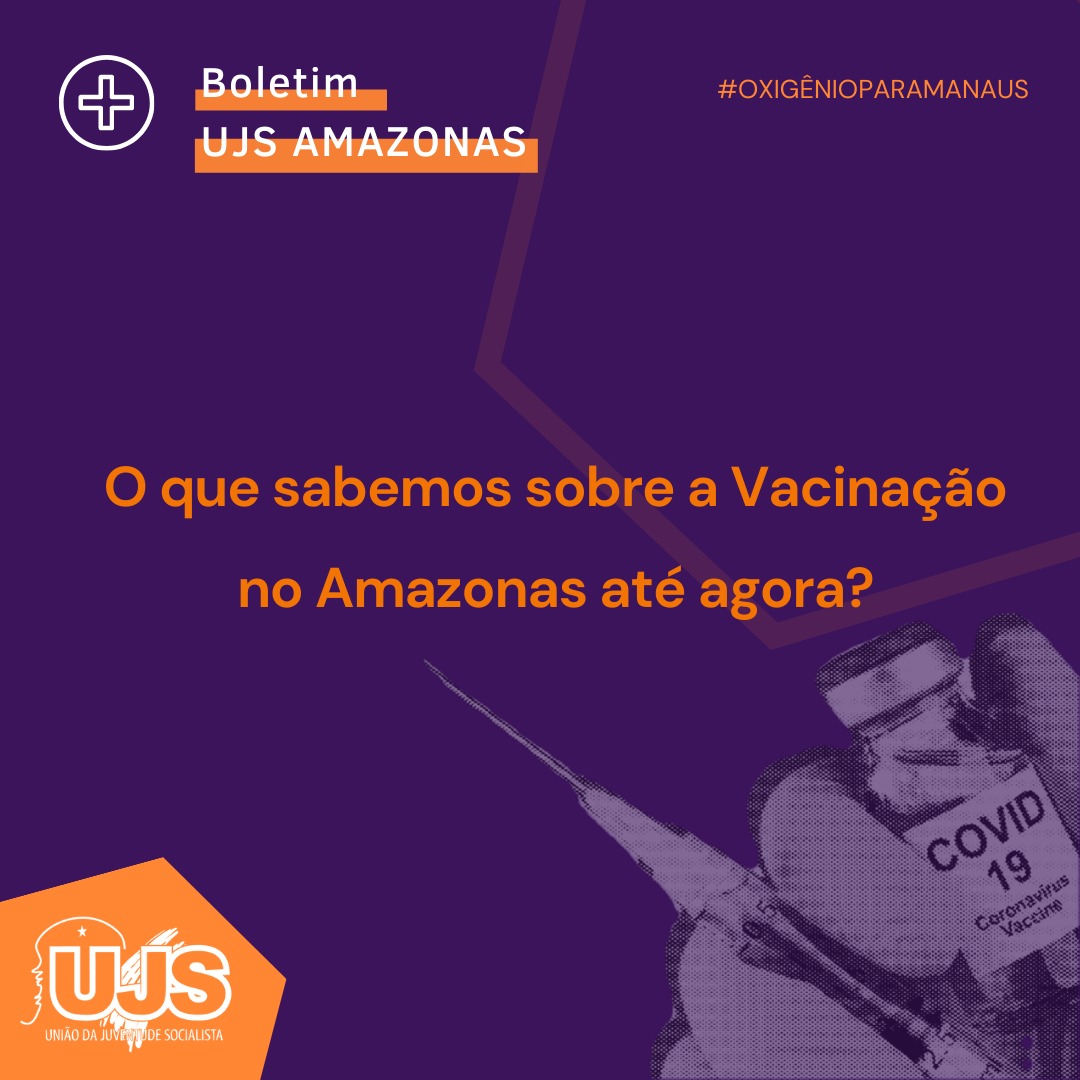 Boletim
UJS AMAZONAS
#OXIGÊNIOPARAMANAUS
O que sabemos sobre a Vacinação
no Amazonas até agora?
COVID
19
Coronavirus
Vaccine
UJS
UNIÃO DA JUVENTUDE SOCIALISTA